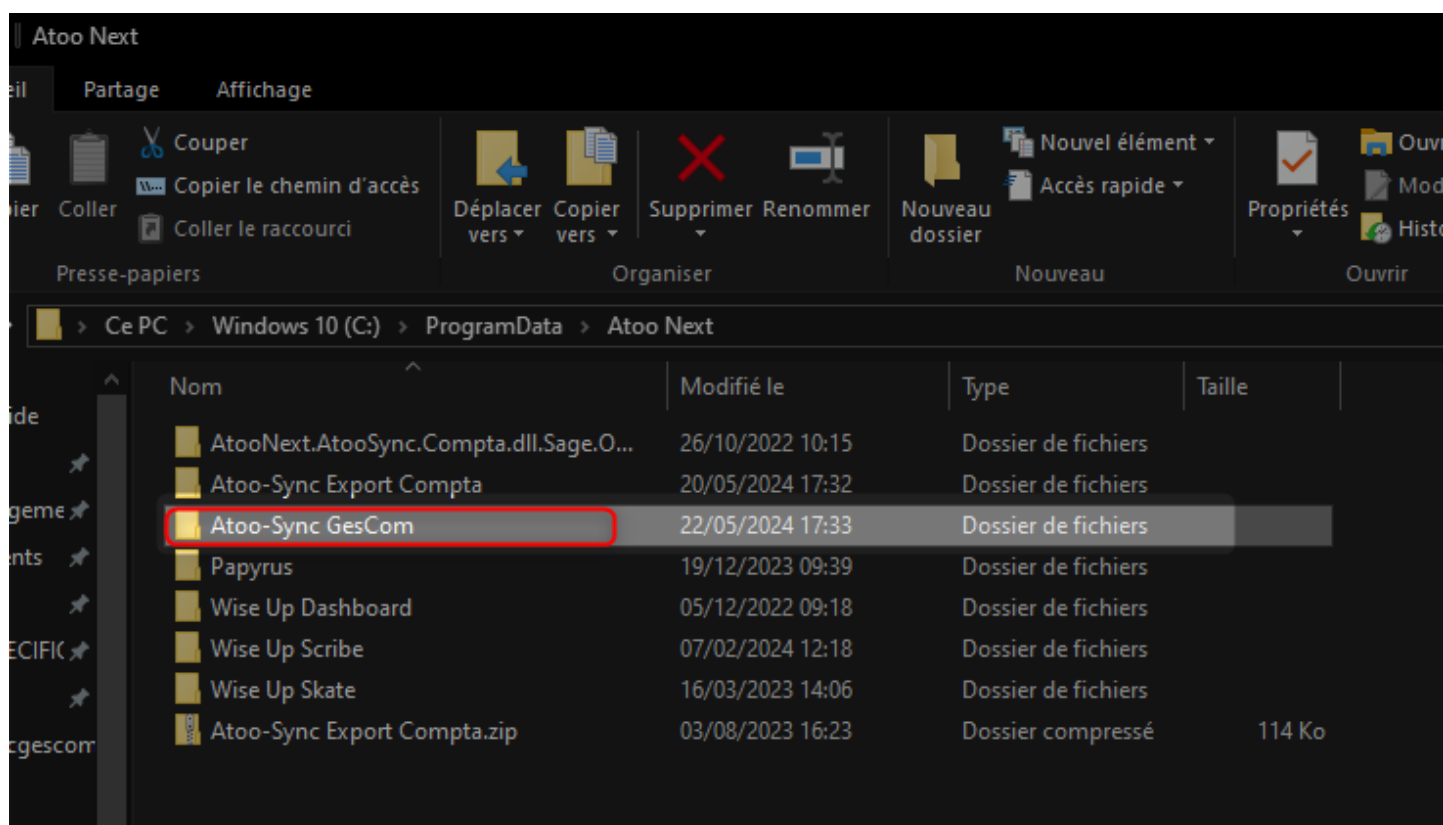 Atoo Next
eil Partage Affichage
Couper
Copier le chemin d'accès
Coller le raccourci
pier Coller
Déplacer vers
Copier vers
Supprimer Renommer
Nouveau dossier
Nouvel élément
Accès rapide
Propriétés
Ouvr
Mod
Histo
Presse-papiers Organiser Nouveau Ouvrir
Ce PC > Windows 10 (C:) > ProgramData > Atoo Next
Nom Modifié le Type Taille
ide
geme
ents
ECIFIC
cgescom
AtooNext.AtooSync.Compta.dll.Sage.O... 26/10/2022 10:15 Dossier de fichiers
Atoo-Sync Export Compta 20/05/2024 17:32 Dossier de fichiers
Atoo-Sync GesCom 22/05/2024 17:33 Dossier de fichiers
Papyrus 19/12/2023 09:39 Dossier de fichiers
Wise Up Dashboard 05/12/2022 09:18 Dossier de fichiers
Wise Up Scribe 07/02/2024 12:18 Dossier de fichiers
Wise Up Skate 16/03/2023 14:06 Dossier de fichiers
Atoo-Sync Export Compta.zip 03/08/2023 16:23 Dossier compressé 114 Ko